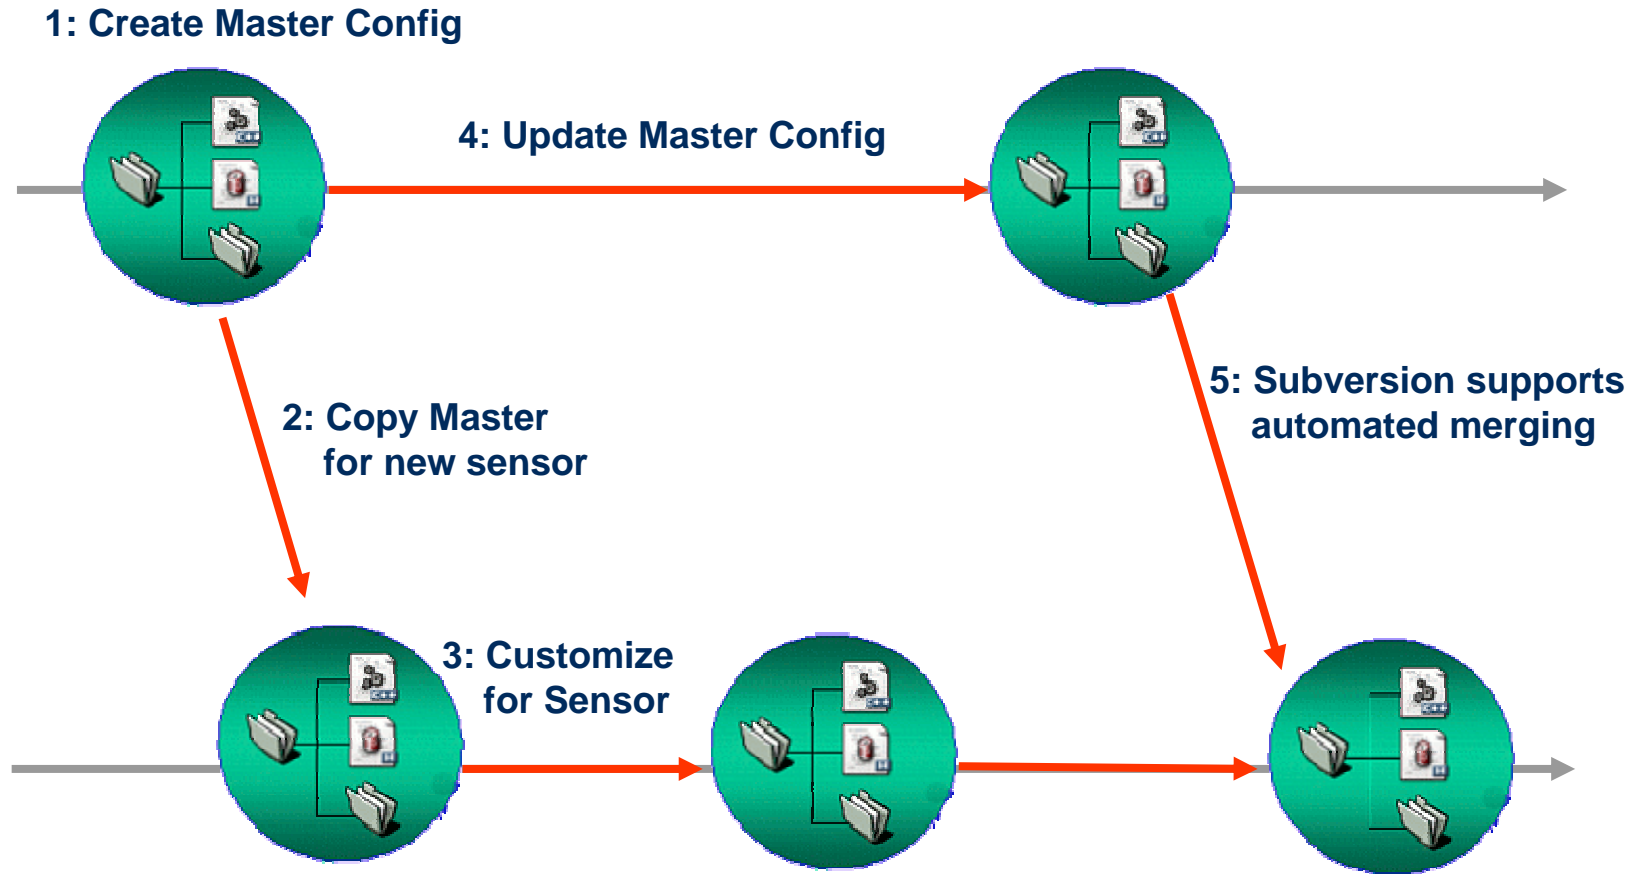 1: Create Master Config
4: Update Master Config
2: Copy Master
for new sensor
5: Subversion supports
automated merging
3: Customize
for Sensor